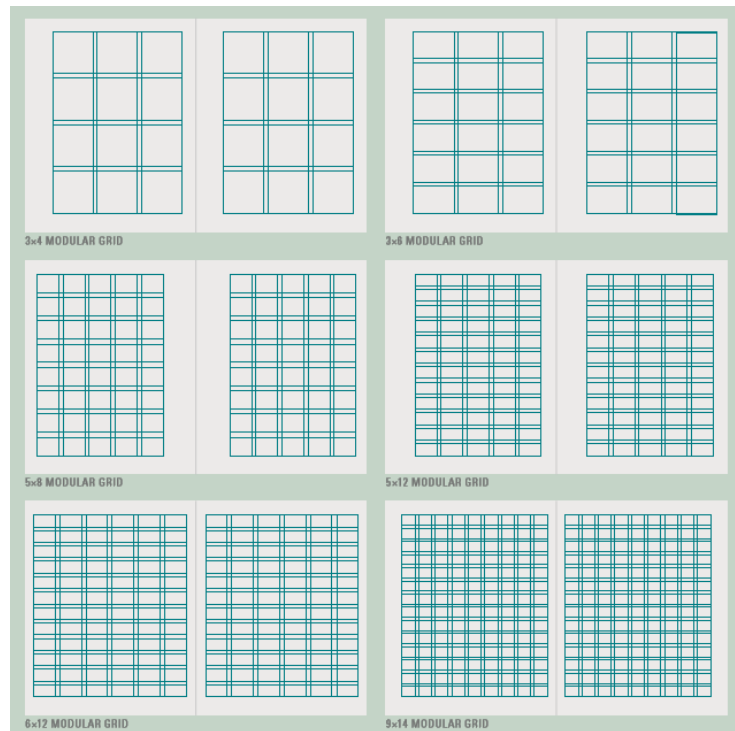 3×4 MODULAR GRID
3×6 MODULAR GRID
5×8 MODULAR GRID
5×12 MODULAR GRID
6×12 MODULAR GRID
9×14 MODULAR GRID